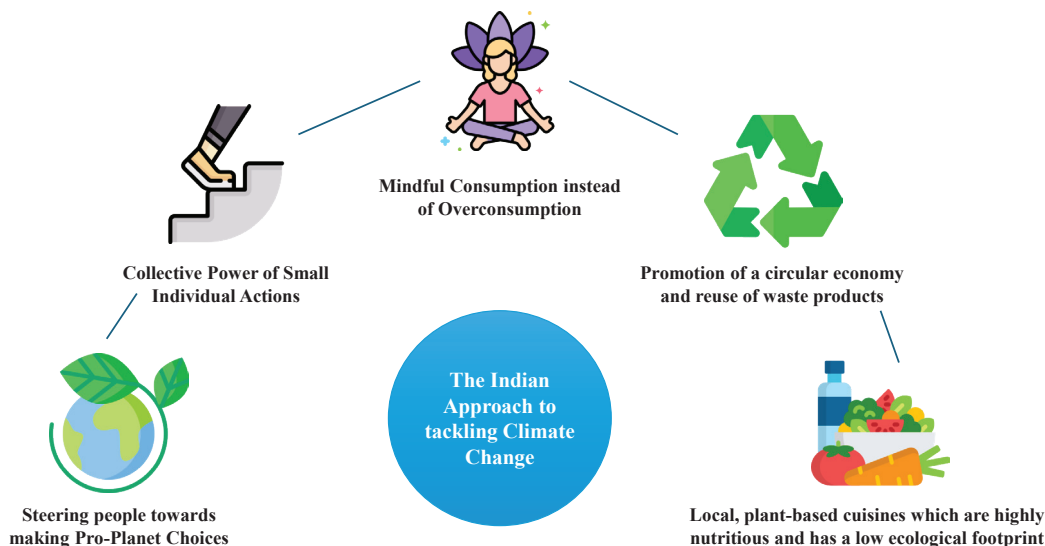 Mindful Consumption instead
of Overconsumption
Collective Power of Small
Individual Actions
Promotion of a circular economy
and reuse of waste products
The Indian
Approach to
tackling Climate
Change
Steering people towards
making Pro-Planet Choices
Local, plant-based cuisines which are highly
nutritious and has a low ecological footprint